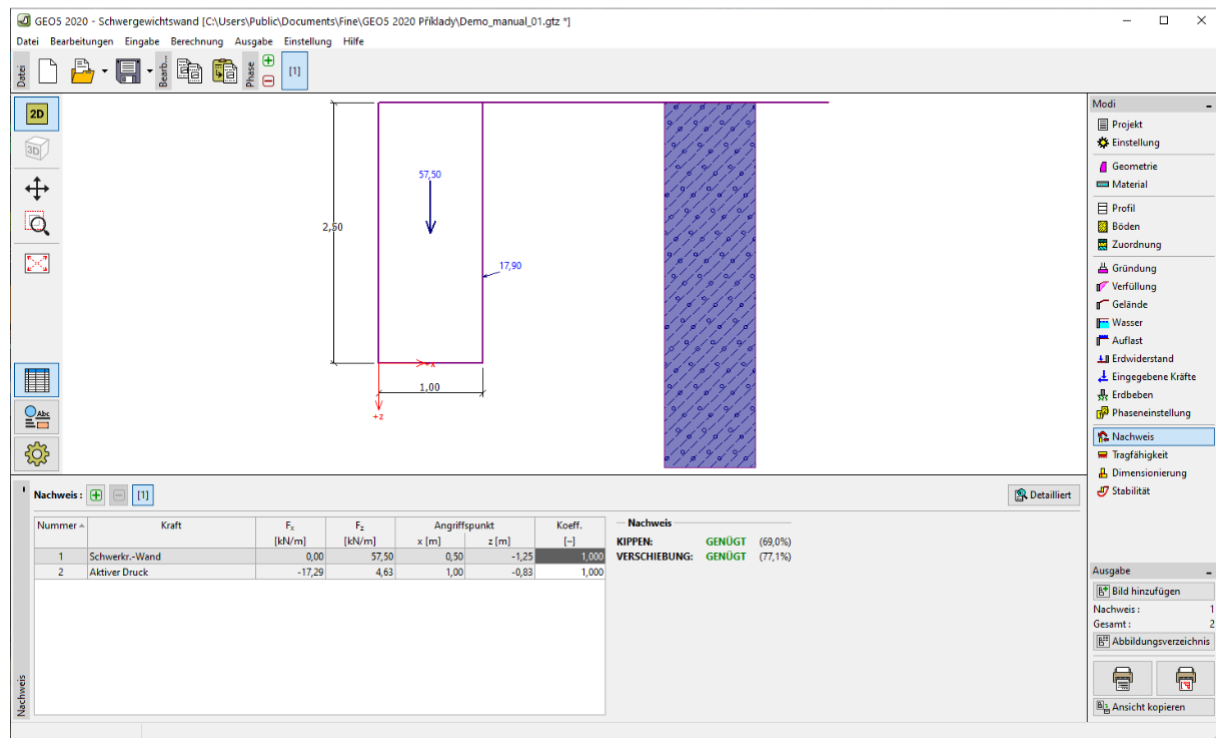 GEO5 2020 - Schwergewichtswand [C:\Users\Public\Documents\Fine\GEO5 2020 Příklady\Demo_manual_01.gtz *]
Datei Bearbeitungen Eingabe Berechnung Ausgabe Einstellung Hilfe
Datei
Bearb...
Phase
[1]
2D
3D
57,50
2,50
17,90
+x
1,00
+z
Abc
Modi
Projekt
Einstellung
Geometrie
Material
Profil
Böden
Zuordnung
Gründung
Verfüllung
Gelände
Wasser
Auflast
Erdwiderstand
Eingegebene Kräfte
Erdbeben
Phaseneinstellung
Nachweis
Tragfähigkeit
Dimensionierung
Stabilität
Nachweis : [1] Detailliert
Nummer Kraft Fx Fz Angriffspunkt Koeff.
[kN/m] [kN/m] x [m] z [m] [–]
1 Schwerkr.-Wand 0,00 57,50 0,50 -1,25 1,000
2 Aktiver Druck -17,29 4,63 1,00 -0,83 1,000
Nachweis
KIPPEN: GENÜGT (69,0%)
VERSCHIEBUNG: GENÜGT (77,1%)
Nachweis
Ausgabe
Bild hinzufügen
Nachweis : 1
Gesamt : 2
Abbildungsverzeichnis
Ansicht kopieren